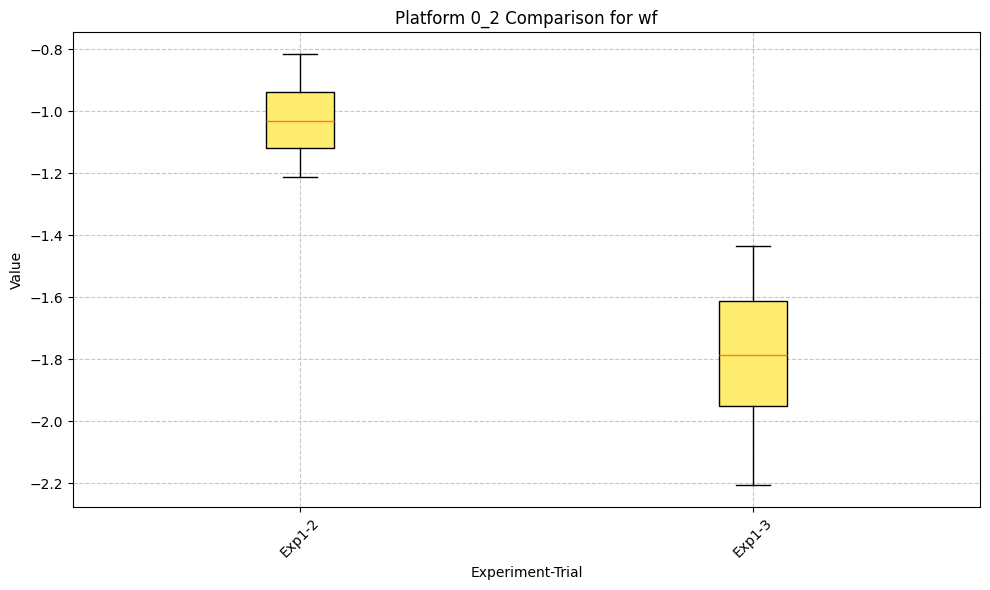 Platform 0_2 Comparison for wf
Value
−0.8
−1.0
−1.2
−1.4
−1.6
−1.8
−2.0
−2.2
Exp1-2
Exp1-3
Experiment-Trial